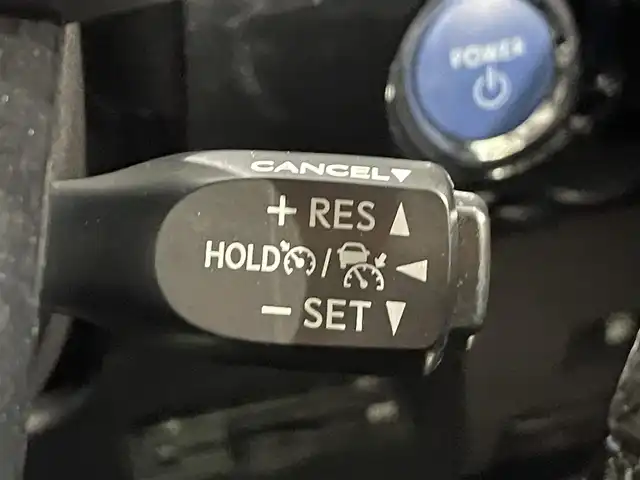 POWER
CANCEL▼
+ RES ▲
HOLD / ◀
− SET ▼